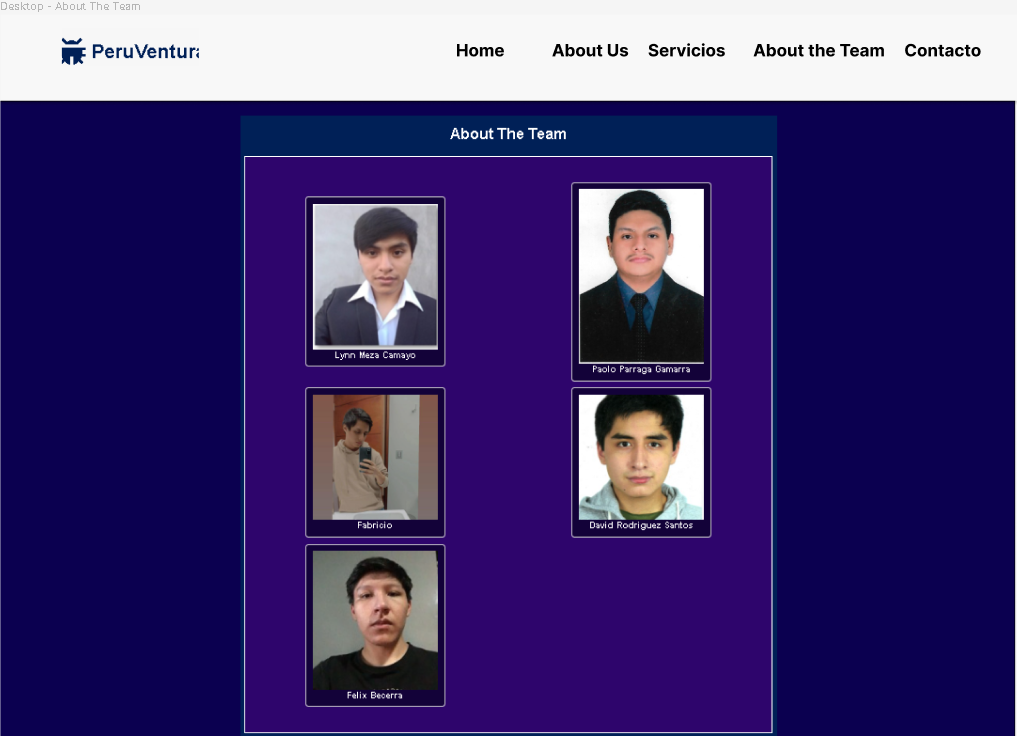 Desktop - About The Team
PeruVentura
Home About Us Servicios About the Team Contacto
About The Team
Lynn Meza Camayo
Paolo Parraga Gamarra
Fabricio
David Rodriguez Santos
Felix Becerra